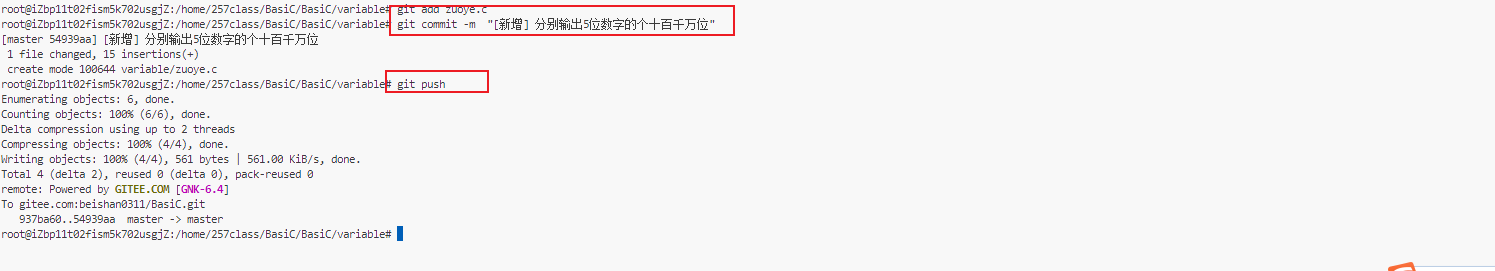 root@iZbp11t02fism5k702usgjZ:/home/257class/BasiC/BasiC/variable# git add zuoye.c
root@iZbp11t02fism5k702usgjZ:/home/257class/BasiC/BasiC/variable# git commit -m  "[新增] 分别输出5位数字的个十百千万位"
[master 54939aa] [新增] 分别输出5位数字的个十百千万位
 1 file changed, 15 insertions(+)
 create mode 100644 variable/zuoye.c
root@iZbp11t02fism5k702usgjZ:/home/257class/BasiC/BasiC/variable# git push
Enumerating objects: 6, done.
Counting objects: 100% (6/6), done.
Delta compression using up to 2 threads
Compressing objects: 100% (4/4), done.
Writing objects: 100% (4/4), 561 bytes | 561.00 KiB/s, done.
Total 4 (delta 2), reused 0 (delta 0), pack-reused 0
remote: Powered by GITEE.COM [GNK-6.4]
To gitee.com:beishan0311/BasiC.git
   937ba60..54939aa  master -> master
root@iZbp11t02fism5k702usgjZ:/home/257class/BasiC/BasiC/variable#